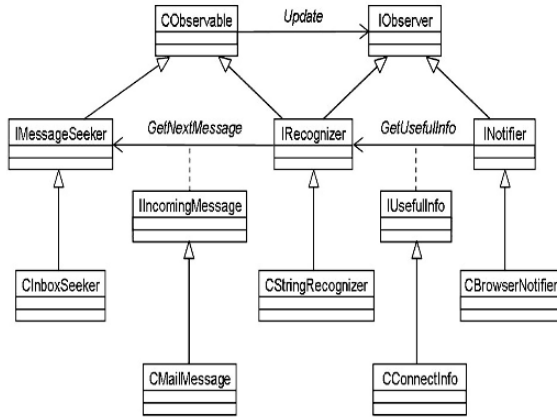 CObservable
Update
IObserver
IMessageSeeker
GetNextMessage
IRecognizer
GetUsefulInfo
INotifier
IIncomingMessage
IUsefulInfo
CInboxSeeker
CStringRecognizer
CBrowserNotifier
CMailMessage
CConnectInfo